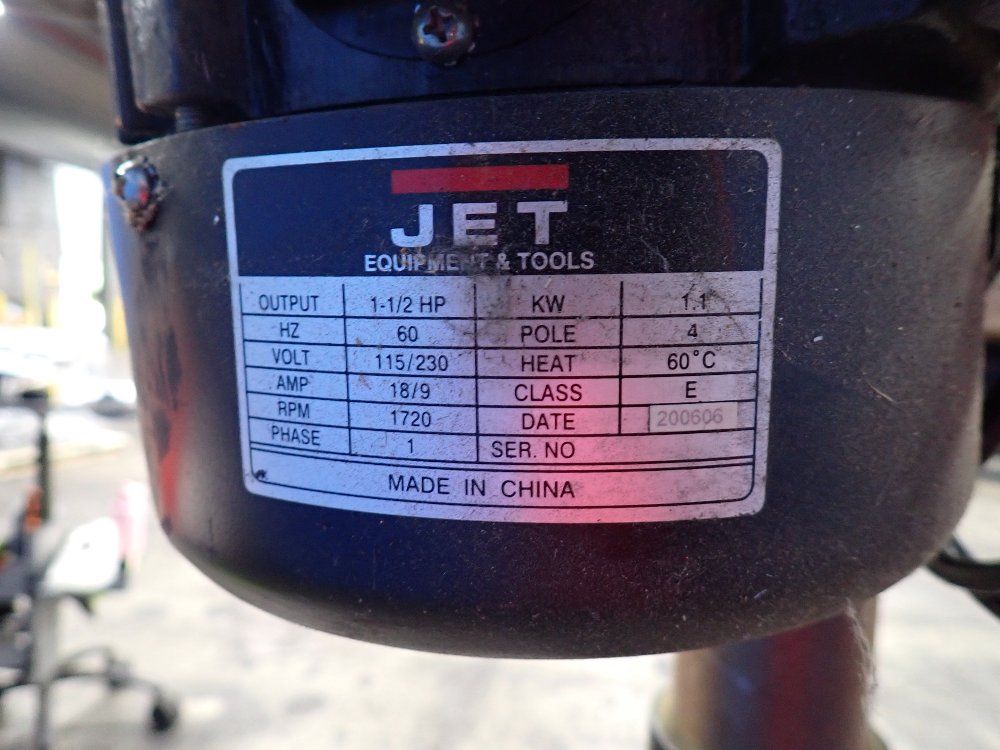 JET
EQUIPMENT & TOOLS
OUTPUT 1-1/2 HP KW 1.1
HZ 60 POLE 4
VOLT 115/230 HEAT 60°C
AMP 18/9 CLASS E
RPM 1720 DATE 200606
PHASE 1 SER. NO
MADE IN CHINA